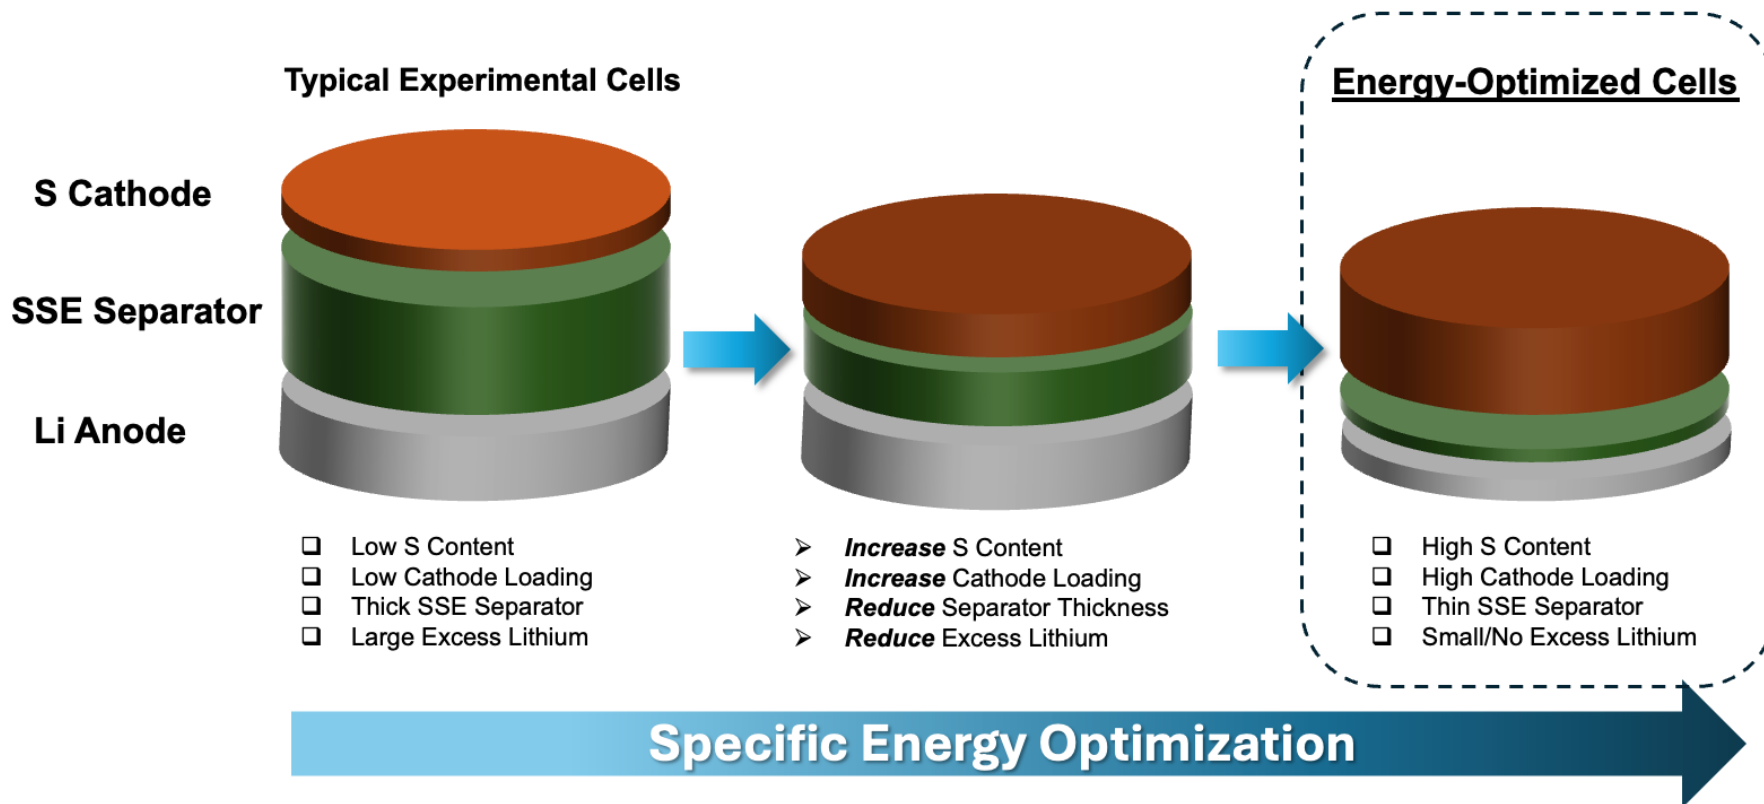 Typical Experimental Cells
Energy-Optimized Cells
S Cathode
SSE Separator
Li Anode
Low S Content
Low Cathode Loading
Thick SSE Separator
Large Excess Lithium
Increase S Content
Increase Cathode Loading
Reduce Separator Thickness
Reduce Excess Lithium
High S Content
High Cathode Loading
Thin SSE Separator
Small/No Excess Lithium
Specific Energy Optimization